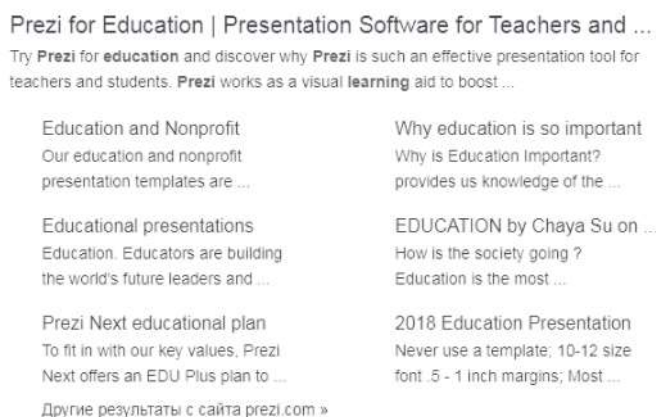 Prezi for Education | Presentation Software for Teachers and ...
Try Prezi for education and discover why Prezi is such an effective presentation tool for
teachers and students. Prezi works as a visual learning aid to boost ...
Education and Nonprofit
Our education and nonprofit
presentation templates are ...
Why education is so important
Why is Education Important?
provides us knowledge of the ...
Educational presentations
Education. Educators are building
the world's future leaders and ...
EDUCATION by Chaya Su on ...
How is the society going ?
Education is the most ...
Prezi Next educational plan
To fit in with our key values, Prezi
Next offers an EDU Plus plan to ...
2018 Education Presentation
Never use a template; 10-12 size
font .5 - 1 inch margins; Most ...
Другие результаты с сайта prezi.com »